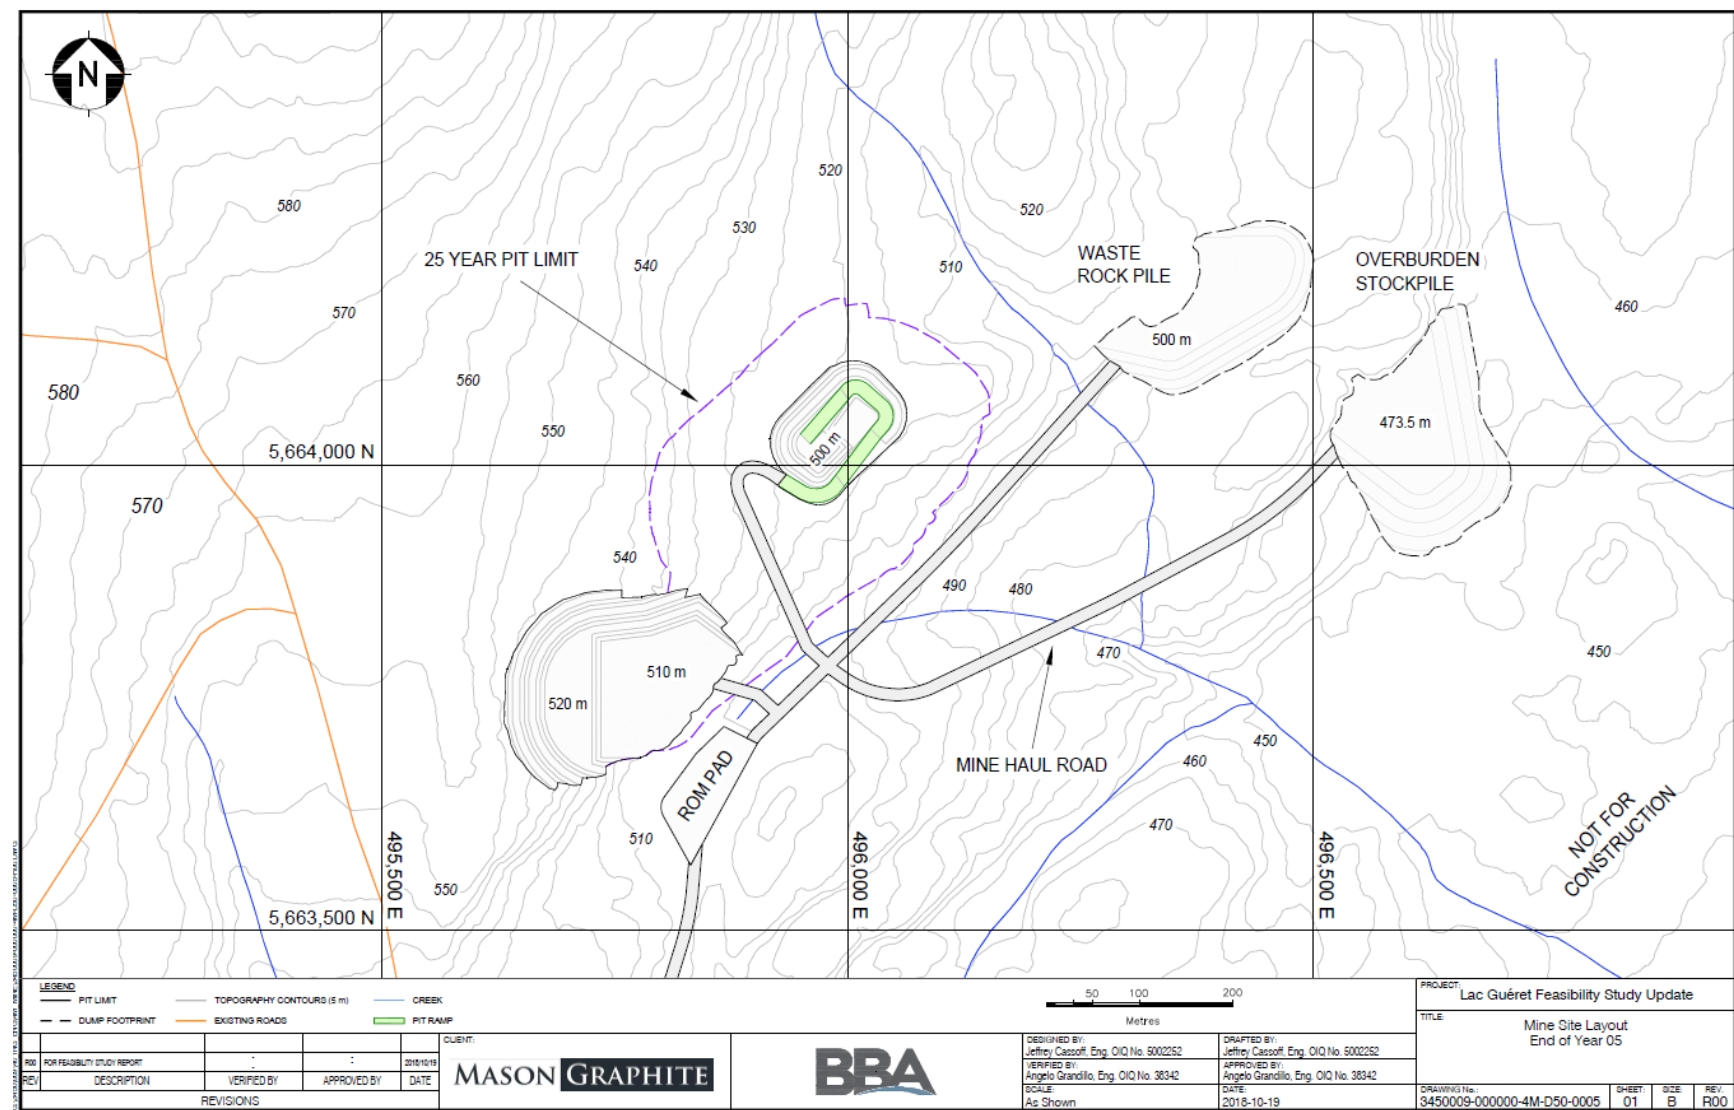 N
580
520
530
540
25 YEAR PIT LIMIT
570
520
510
WASTE
ROCK PILE
OVERBURDEN
STOCKPILE
460
500 m
580
560
550
473.5 m
500 m
5,664,000 N
570
540
490
480
470
450
510 m
520 m
MINE HAUL ROAD
450
460
ROM PAD
510
470
NOT FOR
CONSTRUCTION
550
495,500 E
496,000 E
496,500 E
5,663,500 N
LEGEND
PIT LIMIT
TOPOGRAPHY CONTOURS (5 m)
CREEK
DUMP FOOTPRINT
EXISTING ROADS
PIT RAMP
50 100 200
Metres
PROJECT:
Lac Guéret Feasibility Study Update
TITLE:
Mine Site Layout
End of Year 05
R00 FOR FEASIBILITY STUDY REPORT - - 2018/10/19
REV DESCRIPTION VERIFIED BY APPROVED BY DATE
REVISIONS
CLIENT:
MASON GRAPHITE
BBA
DESIGNED BY:
Jeffrey Cassoff, Eng. OIQ No. 5002252
DRAFTED BY:
Jeffrey Cassoff, Eng. OIQ No. 5002252
VERIFIED BY:
Angelo Grandillo, Eng. OIQ No. 38342
APPROVED BY:
Angelo Grandillo, Eng. OIQ No. 38342
SCALE:
As Shown
DATE:
2018-10-19
DRAWING No.:
3450009-000000-4M-D50-0005
SHEET:
01
SIZE:
B
REV.
R00